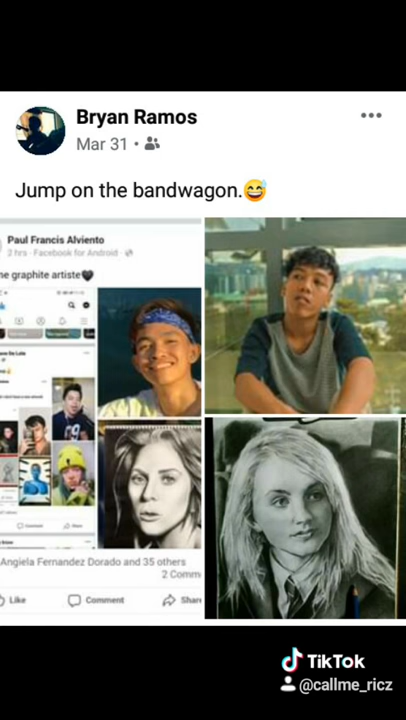 Bryan Ramos
Mar 31 •
Jump on the bandwagon.😅
Paul Francis Alviento
2 hrs · Facebook for Android ·
ne graphite artiste🖤
Angiela Fernandez Dorado and 35 others
2 Comm
Like Comment Share
TikTok
@callme_ricz